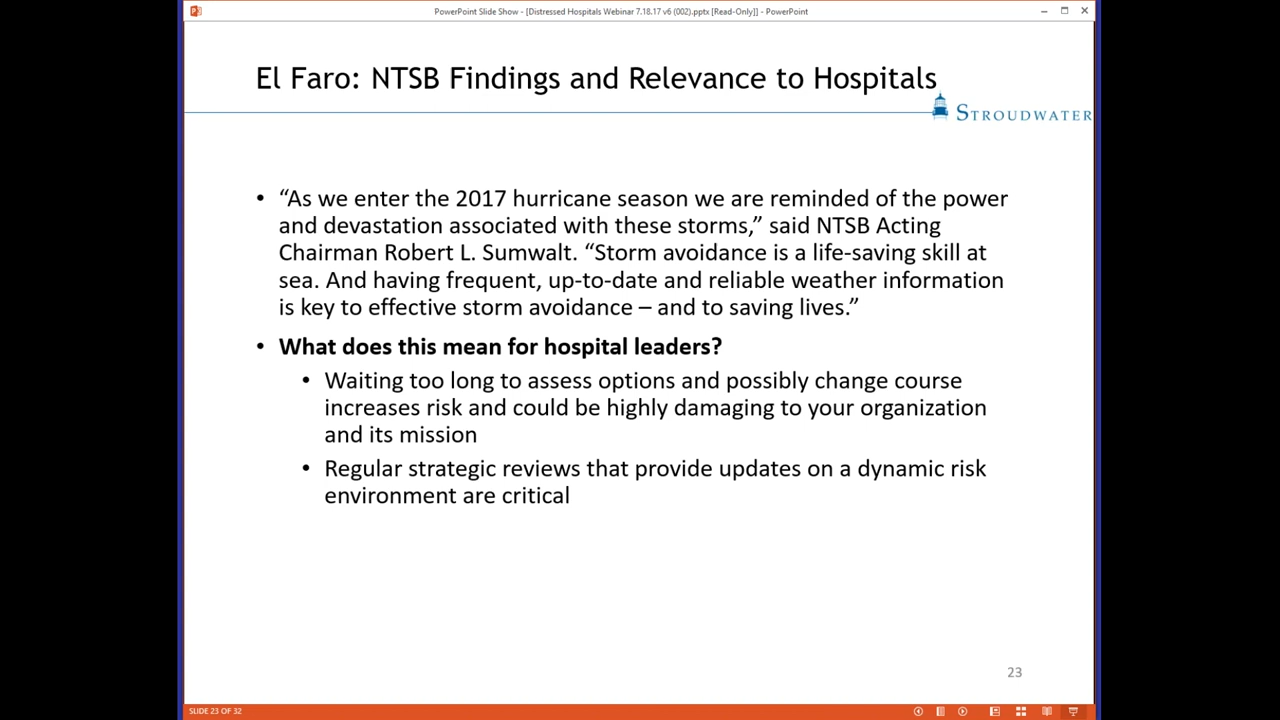 PowerPoint Slide Show - [Distressed Hospitals Webinar 7.18.17 v6 (002).pptx [Read-Only]] - PowerPoint
El Faro: NTSB Findings and Relevance to Hospitals
STROUDWATER
• “As we enter the 2017 hurricane season we are reminded of the power
and devastation associated with these storms,” said NTSB Acting
Chairman Robert L. Sumwalt. “Storm avoidance is a life-saving skill at
sea. And having frequent, up-to-date and reliable weather information
is key to effective storm avoidance – and to saving lives.”
• What does this mean for hospital leaders?
• Waiting too long to assess options and possibly change course
increases risk and could be highly damaging to your organization
and its mission
• Regular strategic reviews that provide updates on a dynamic risk
environment are critical
23
SLIDE 23 OF 32